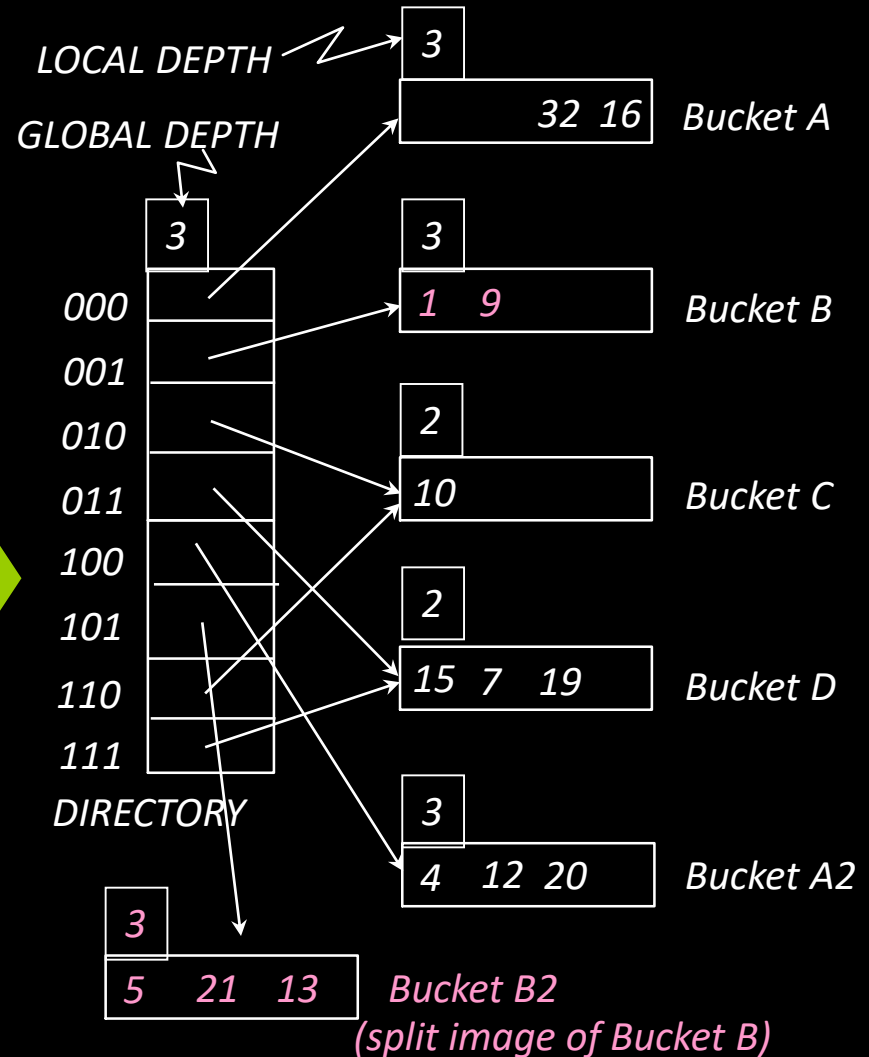 LOCAL DEPTH
3
32 16
Bucket A
GLOBAL DEPTH
3
3
1 9
Bucket B
000
001
010
011
100
101
110
111
DIRECTORY
2
10
Bucket C
2
15 7 19
Bucket D
3
4 12 20
Bucket A2
3
5 21 13
Bucket B2
(split image of Bucket B)